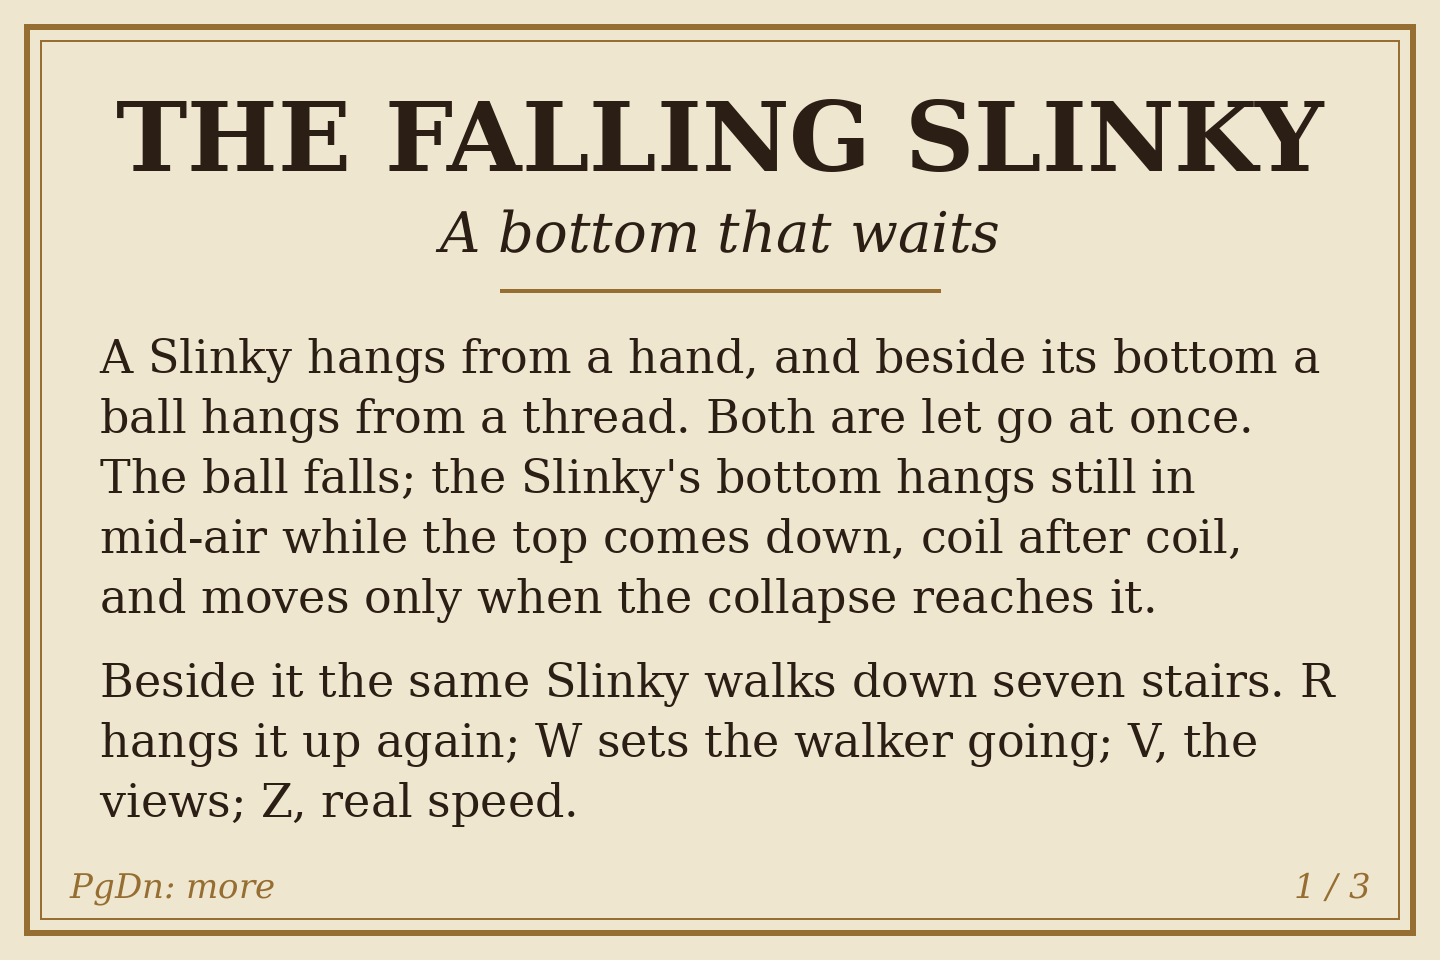 THE FALLING SLINKY
A bottom that waits
A Slinky hangs from a hand, and beside its bottom a
ball hangs from a thread. Both are let go at once.
The ball falls; the Slinky's bottom hangs still in
mid-air while the top comes down, coil after coil,
and moves only when the collapse reaches it.
Beside it the same Slinky walks down seven stairs. R
hangs it up again; W sets the walker going; V, the
views; Z, real speed.
PgDn: more
1 / 3